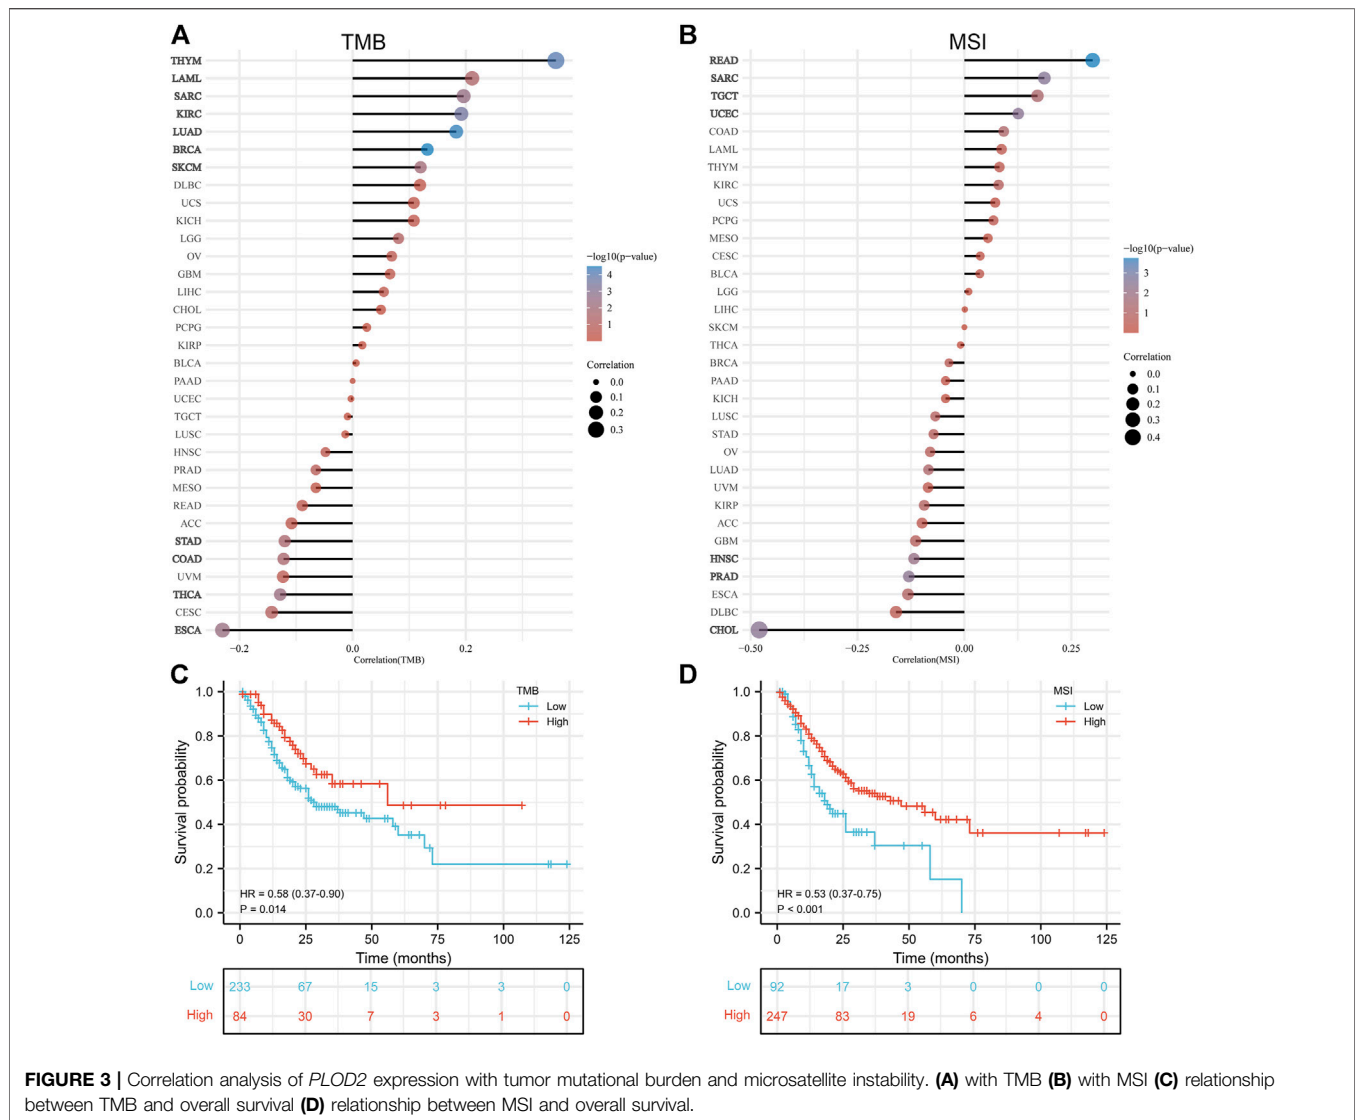 A
TMB
THYM
LAML
SARC
KIRC
LUAD
BRCA
SKCM
DLBC
UCS
KICH
LGG
OV
GBM
LIHC
CHOL
PCPG
KIRP
BLCA
PAAD
UCEC
TGCT
LUSC
HNSC
PRAD
MESO
READ
ACC
STAD
COAD
UVM
THCA
CESC
ESCA
−0.2 0.0 0.2
Correlation(TMB)
−log10(p−value)
4
3
2
1
Correlation
0.0
0.1
0.2
0.3
B
MSI
READ
SARC
TGCT
UCEC
COAD
LAML
THYM
KIRC
UCS
PCPG
MESO
CESC
BLCA
LGG
LIHC
SKCM
THCA
BRCA
PAAD
KICH
LUSC
STAD
OV
LUAD
UVM
KIRP
ACC
GBM
HNSC
PRAD
ESCA
DLBC
CHOL
−0.50 −0.25 0.00 0.25
Correlation(MSI)
−log10(p−value)
3
2
1
Correlation
0.0
0.1
0.2
0.3
0.4
C
TMB
Low
High
Survival probability
1.0
0.8
0.6
0.4
0.2
0.0
HR = 0.58 (0.37-0.90)
P = 0.014
0 25 50 75 100 125
Time (months)
Low 233 67 15 3 3 0
High 84 30 7 3 1 0
D
MSI
Low
High
Survival probability
1.0
0.8
0.6
0.4
0.2
0.0
HR = 0.53 (0.37-0.75)
P < 0.001
0 25 50 75 100 125
Time (months)
Low 92 17 3 0 0 0
High 247 83 19 6 4 0
FIGURE 3 | Correlation analysis of PLOD2 expression with tumor mutational burden and microsatellite instability. (A) with TMB (B) with MSI (C) relationship
between TMB and overall survival (D) relationship between MSI and overall survival.